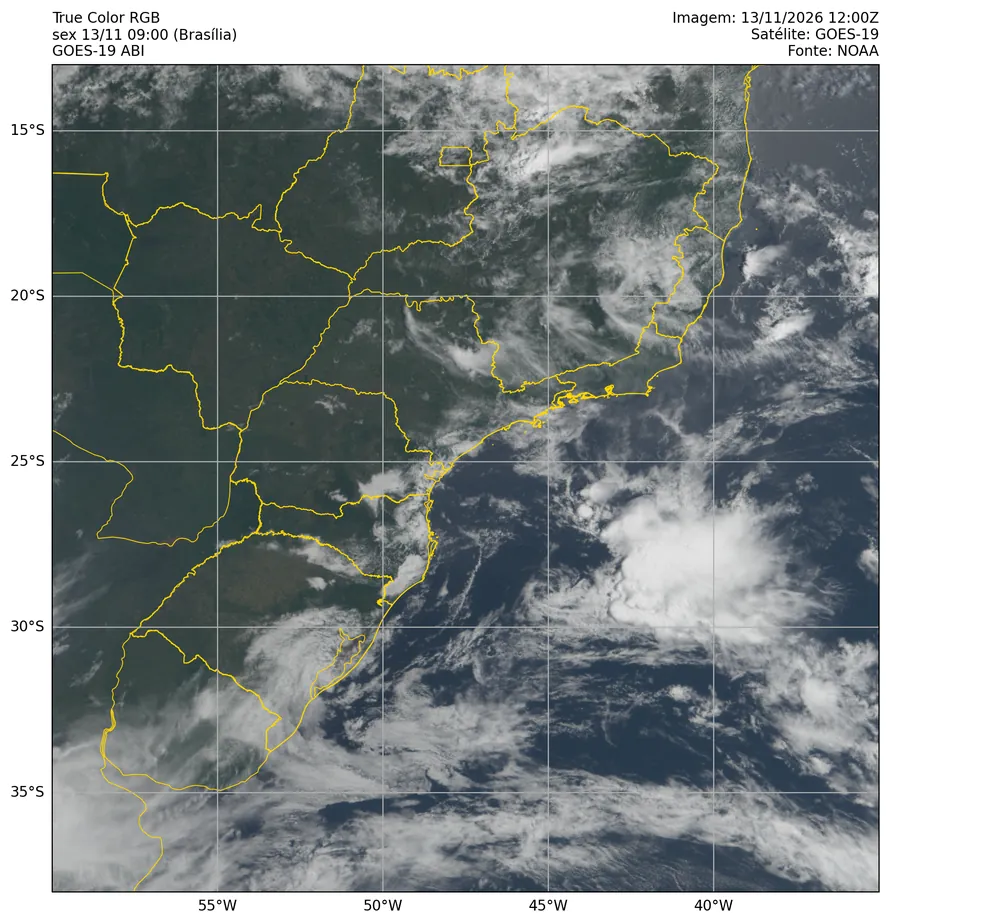 True Color RGB
sex 13/11 09:00 (Brasília)
GOES-19 ABI
Imagem: 13/11/2026 12:00Z
Satélite: GOES-19
Fonte: NOAA
15°S
20°S
25°S
30°S
35°S
55°W
50°W
45°W
40°W